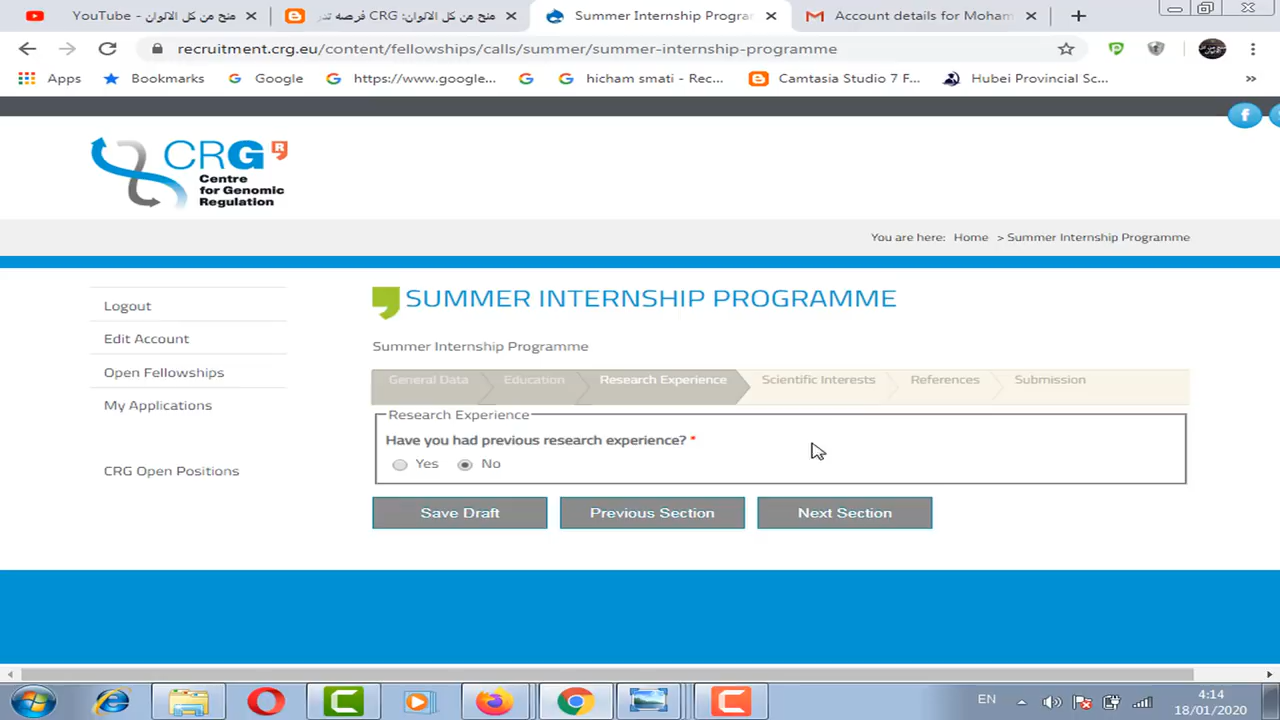 منح من كل الالوان - YouTube
منح من كل الالوان: CRG فرصه تدر
Summer Internship Progra
Account details for Moham
recruitment.crg.eu/content/fellowships/calls/summer/summer-internship-programme
Apps
Bookmarks
Google
https://www.google...
hicham smati - Rec...
Camtasia Studio 7 F...
Hubei Provincial Sc...
»
f
CRG R
Centre
for Genomic
Regulation
You are here: Home > Summer Internship Programme
Logout
Edit Account
Open Fellowships
My Applications
CRG Open Positions
SUMMER INTERNSHIP PROGRAMME
Summer Internship Programme
General Data
Education
Research Experience
Scientific Interests
References
Submission
Research Experience
Have you had previous research experience? *
Yes
No
Save Draft
Previous Section
Next Section
EN
4:14
18/01/2020